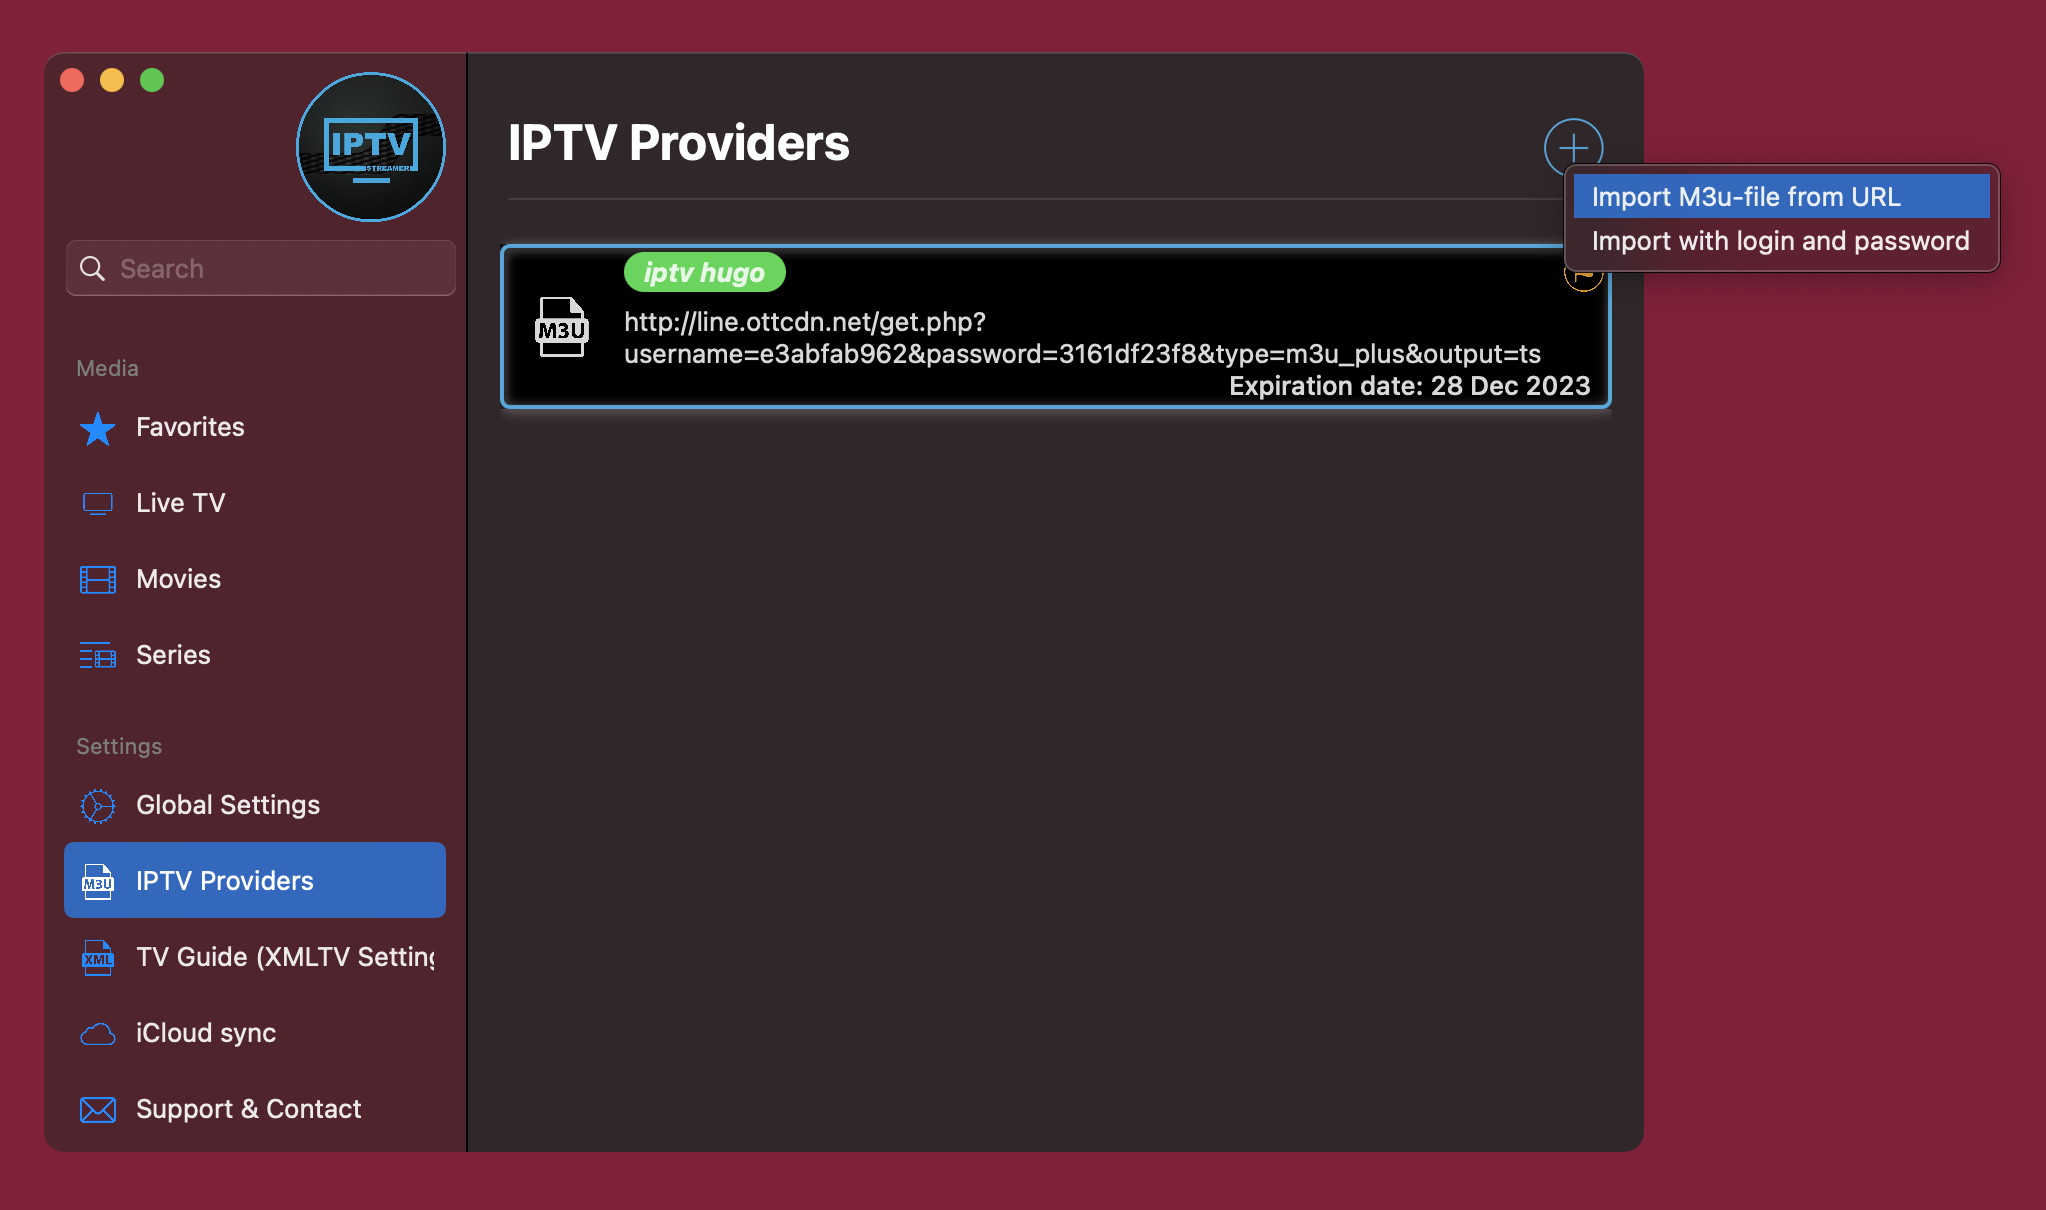 IPTV
STREAMER
Search
Media
Favorites
Live TV
Movies
Series
Settings
Global Settings
M3U
IPTV Providers
XML
TV Guide (XMLTV Setting
iCloud sync
Support & Contact
IPTV Providers
Import M3u-file from URL
Import with login and password
iptv hugo
M3U
http://line.ottcdn.net/get.php?
username=e3abfab962&password=3161df23f8&type=m3u_plus&output=ts
Expiration date: 28 Dec 2023